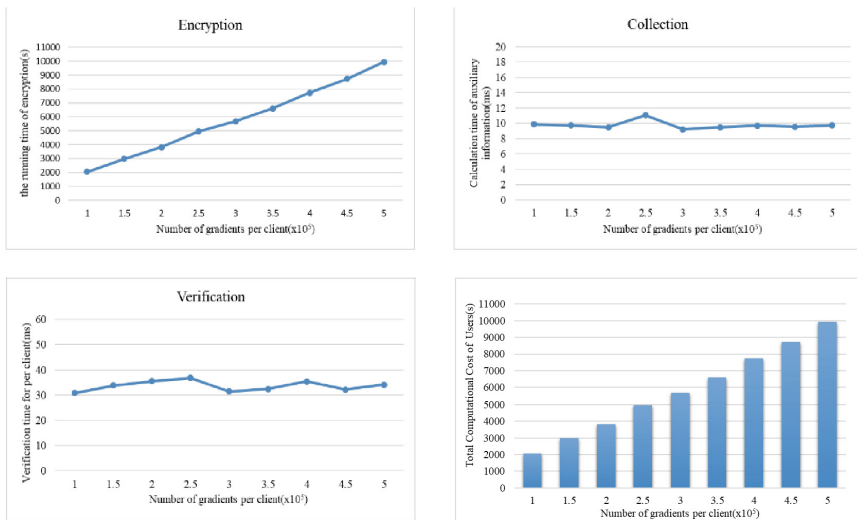 Encryption
the running time of encryption(s)
11000
10000
9000
8000
7000
6000
5000
4000
3000
2000
1000
0
1 1.5 2 2.5 3 3.5 4 4.5 5
Number of gradients per client(x10⁵)
Collection
Calculation time of auxiliary
information(ms)
20
18
16
14
12
10
8
6
4
2
0
1 1.5 2 2.5 3 3.5 4 4.5 5
Number of gradients per client(x10⁵)
Verification
Verification time for per client(ms)
60
50
40
30
20
10
0
1 1.5 2 2.5 3 3.5 4 4.5 5
Number of gradients per client(x10⁵)
Total Computational Cost of
Users(s)
11000
10000
9000
8000
7000
6000
5000
4000
3000
2000
1000
0
1 1.5 2 2.5 3 3.5 4 4.5 5
Number of gradients per client(x10⁵)